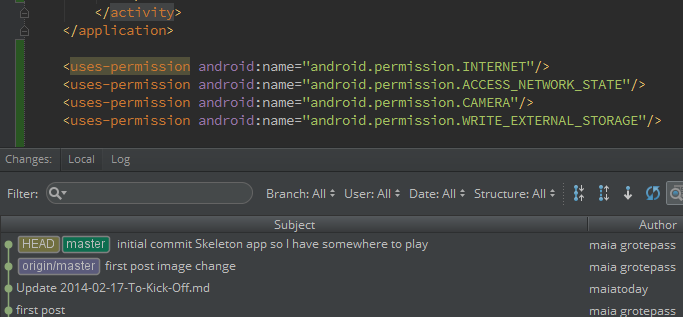 </activity>
</application>
<uses-permission android:name="android.permission.INTERNET"/>
<uses-permission android:name="android.permission.ACCESS_NETWORK_STATE"/>
<uses-permission android:name="android.permission.CAMERA"/>
<uses-permission android:name="android.permission.WRITE_EXTERNAL_STORAGE"/>
Changes: Local Log
Filter: Branch: All User: All Date: All Structure: All
Subject Author
HEAD master initial commit Skeleton app so I have somewhere to play maia grotepass
origin/master first post image change maia grotepass
Update 2014-02-17-To-Kick-Off.md maiatoday
first post maia grotepass